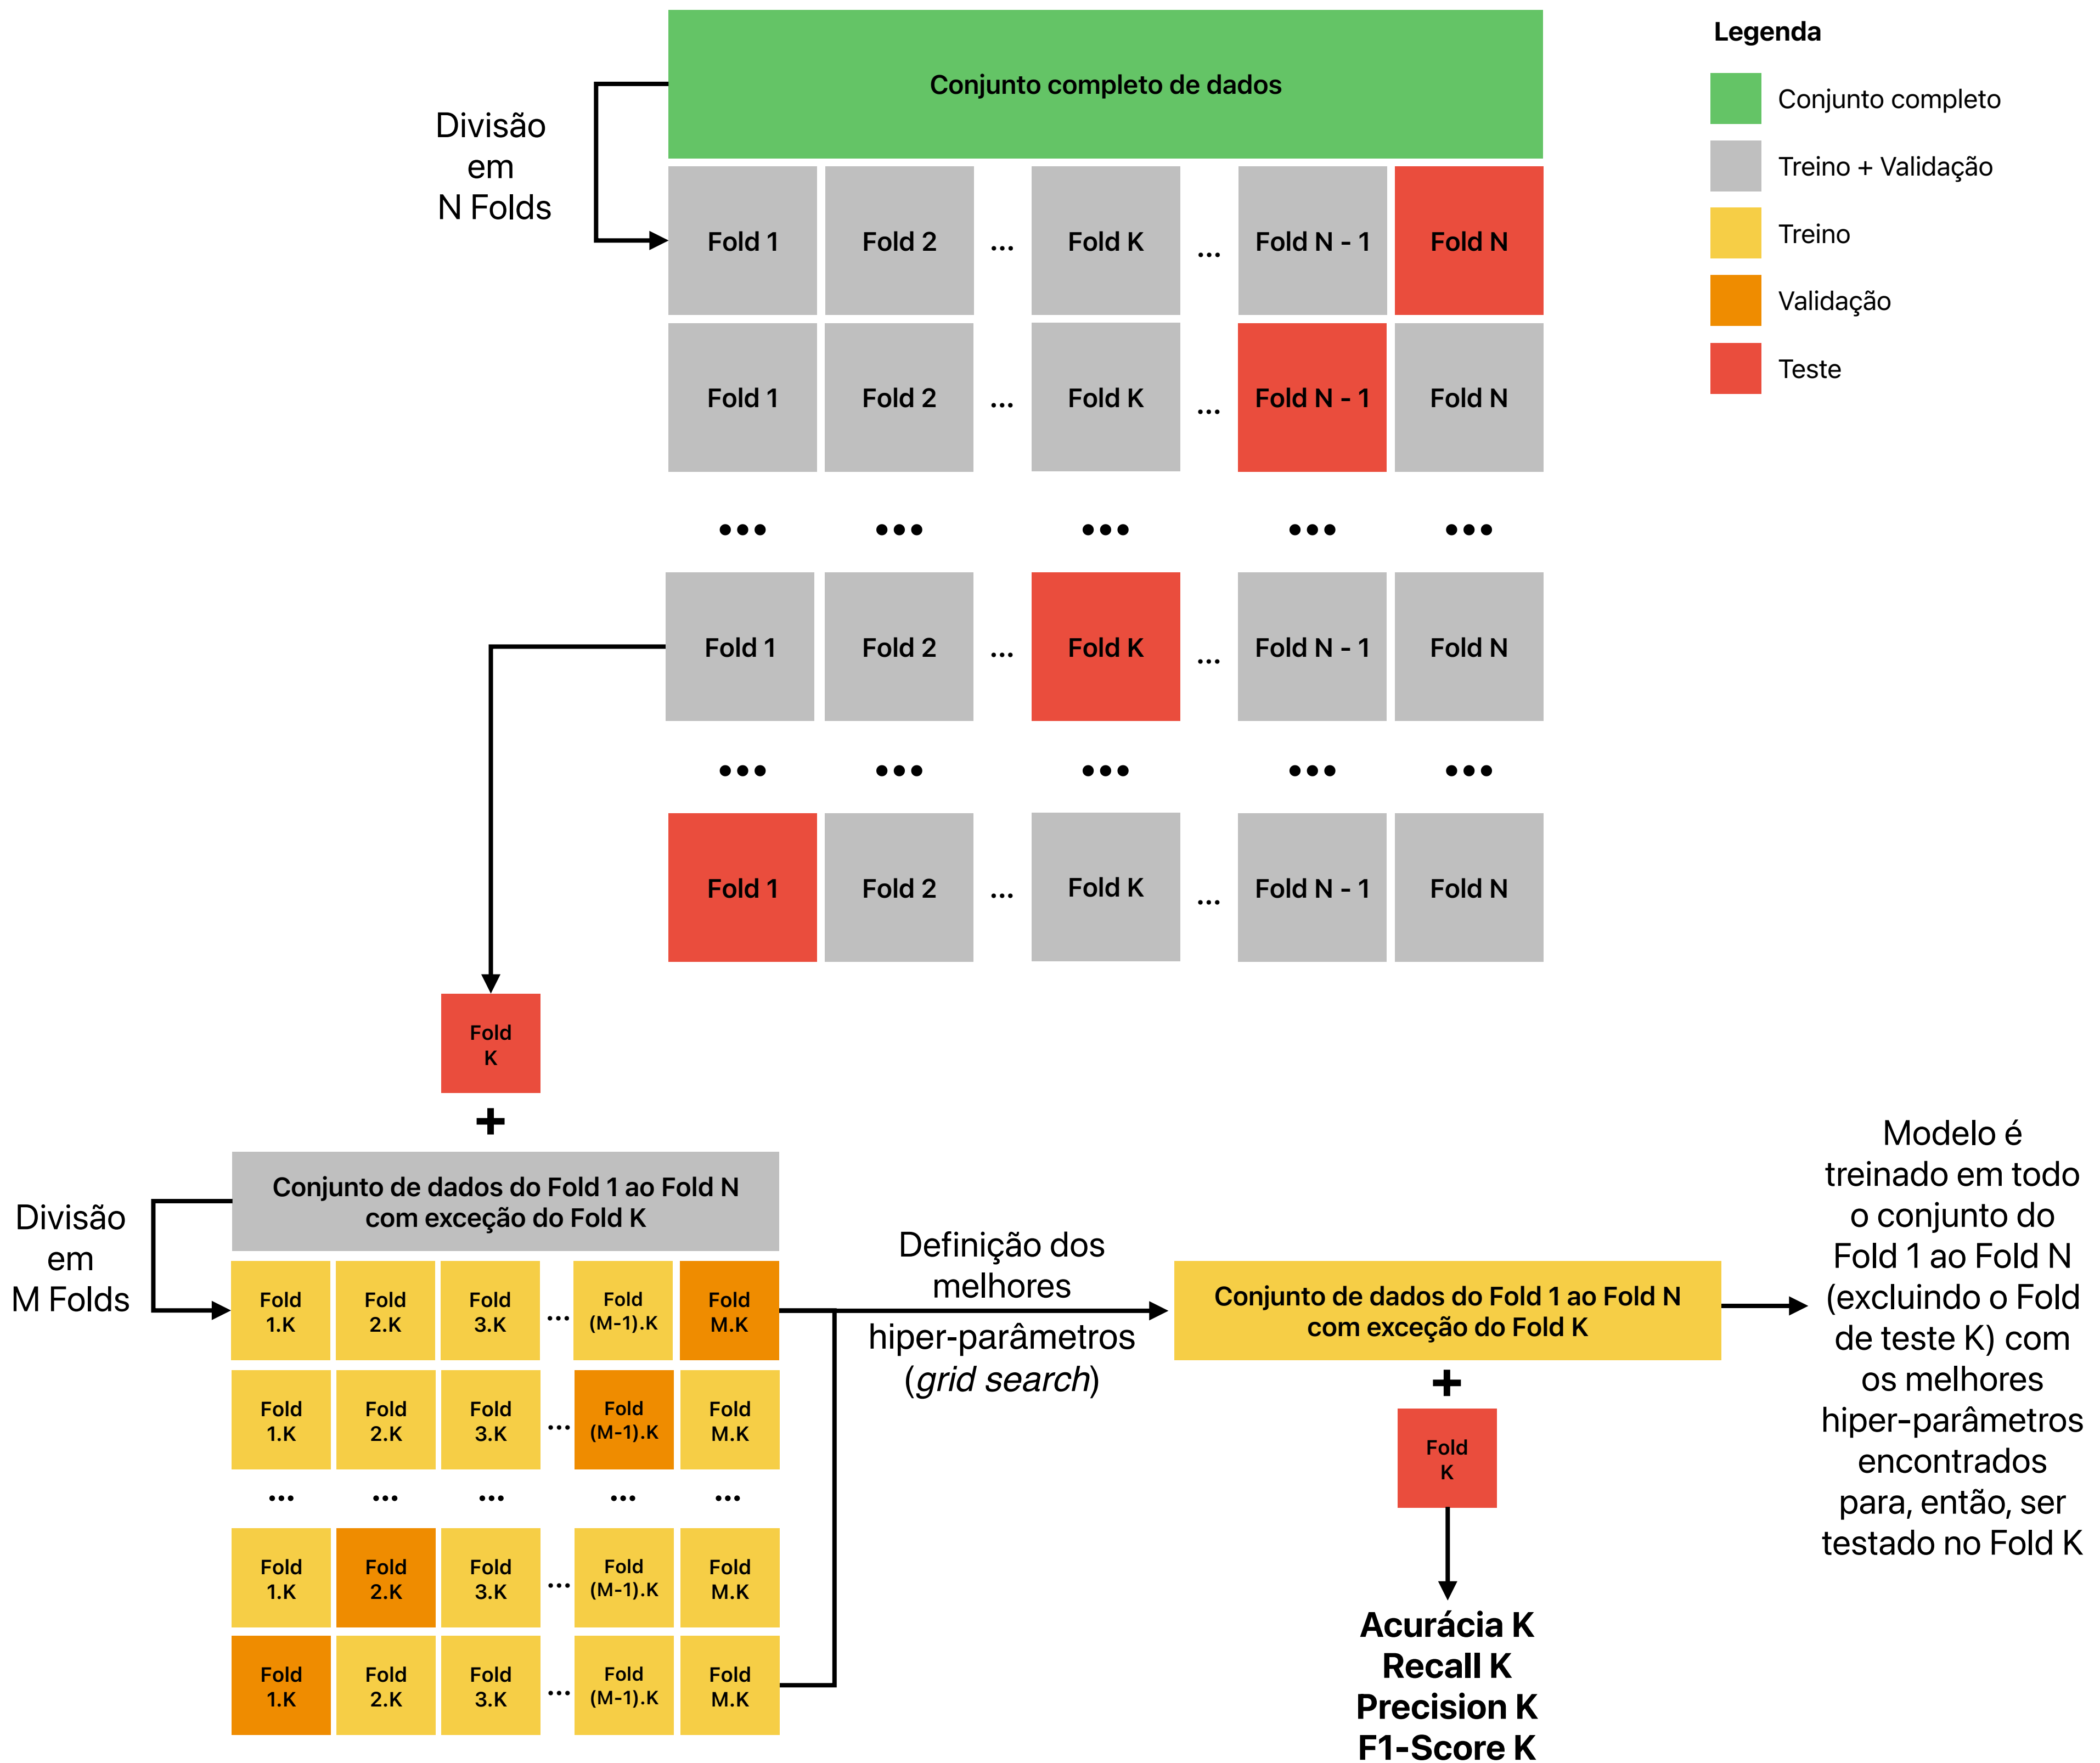 Conjunto completo de dados
Divisão
em
N Folds
Fold 1
Fold 2
...
Fold K
...
Fold N - 1
Fold N
Fold 1
Fold 2
...
Fold K
...
Fold N - 1
Fold N
... ... ... ... ...
Fold 1
Fold 2
...
Fold K
...
Fold N - 1
Fold N
... ... ... ... ...
Fold 1
Fold 2
...
Fold K
...
Fold N - 1
Fold N
Legenda
Conjunto completo
Treino + Validação
Treino
Validação
Teste
Fold
K
+
Conjunto de dados do Fold 1 ao Fold N
com exceção do Fold K
Divisão
em
M Folds
Fold
1.K
Fold
2.K
Fold
3.K
...
Fold
(M-1).K
Fold
M.K
Fold
1.K
Fold
2.K
Fold
3.K
...
Fold
(M-1).K
Fold
M.K
... ... ... ... ...
Fold
1.K
Fold
2.K
Fold
3.K
...
Fold
(M-1).K
Fold
M.K
Fold
1.K
Fold
2.K
Fold
3.K
...
Fold
(M-1).K
Fold
M.K
Definição dos
melhores
hiper-parâmetros
(grid search)
Conjunto de dados do Fold 1 ao Fold N
com exceção do Fold K
+
Fold
K
Acurácia K
Recall K
Precision K
F1-Score K
Modelo é
treinado em todo
o conjunto do
Fold 1 ao Fold N
(excluindo o Fold
de teste K) com
os melhores
hiper-parâmetros
encontrados
para, então, ser
testado no Fold K